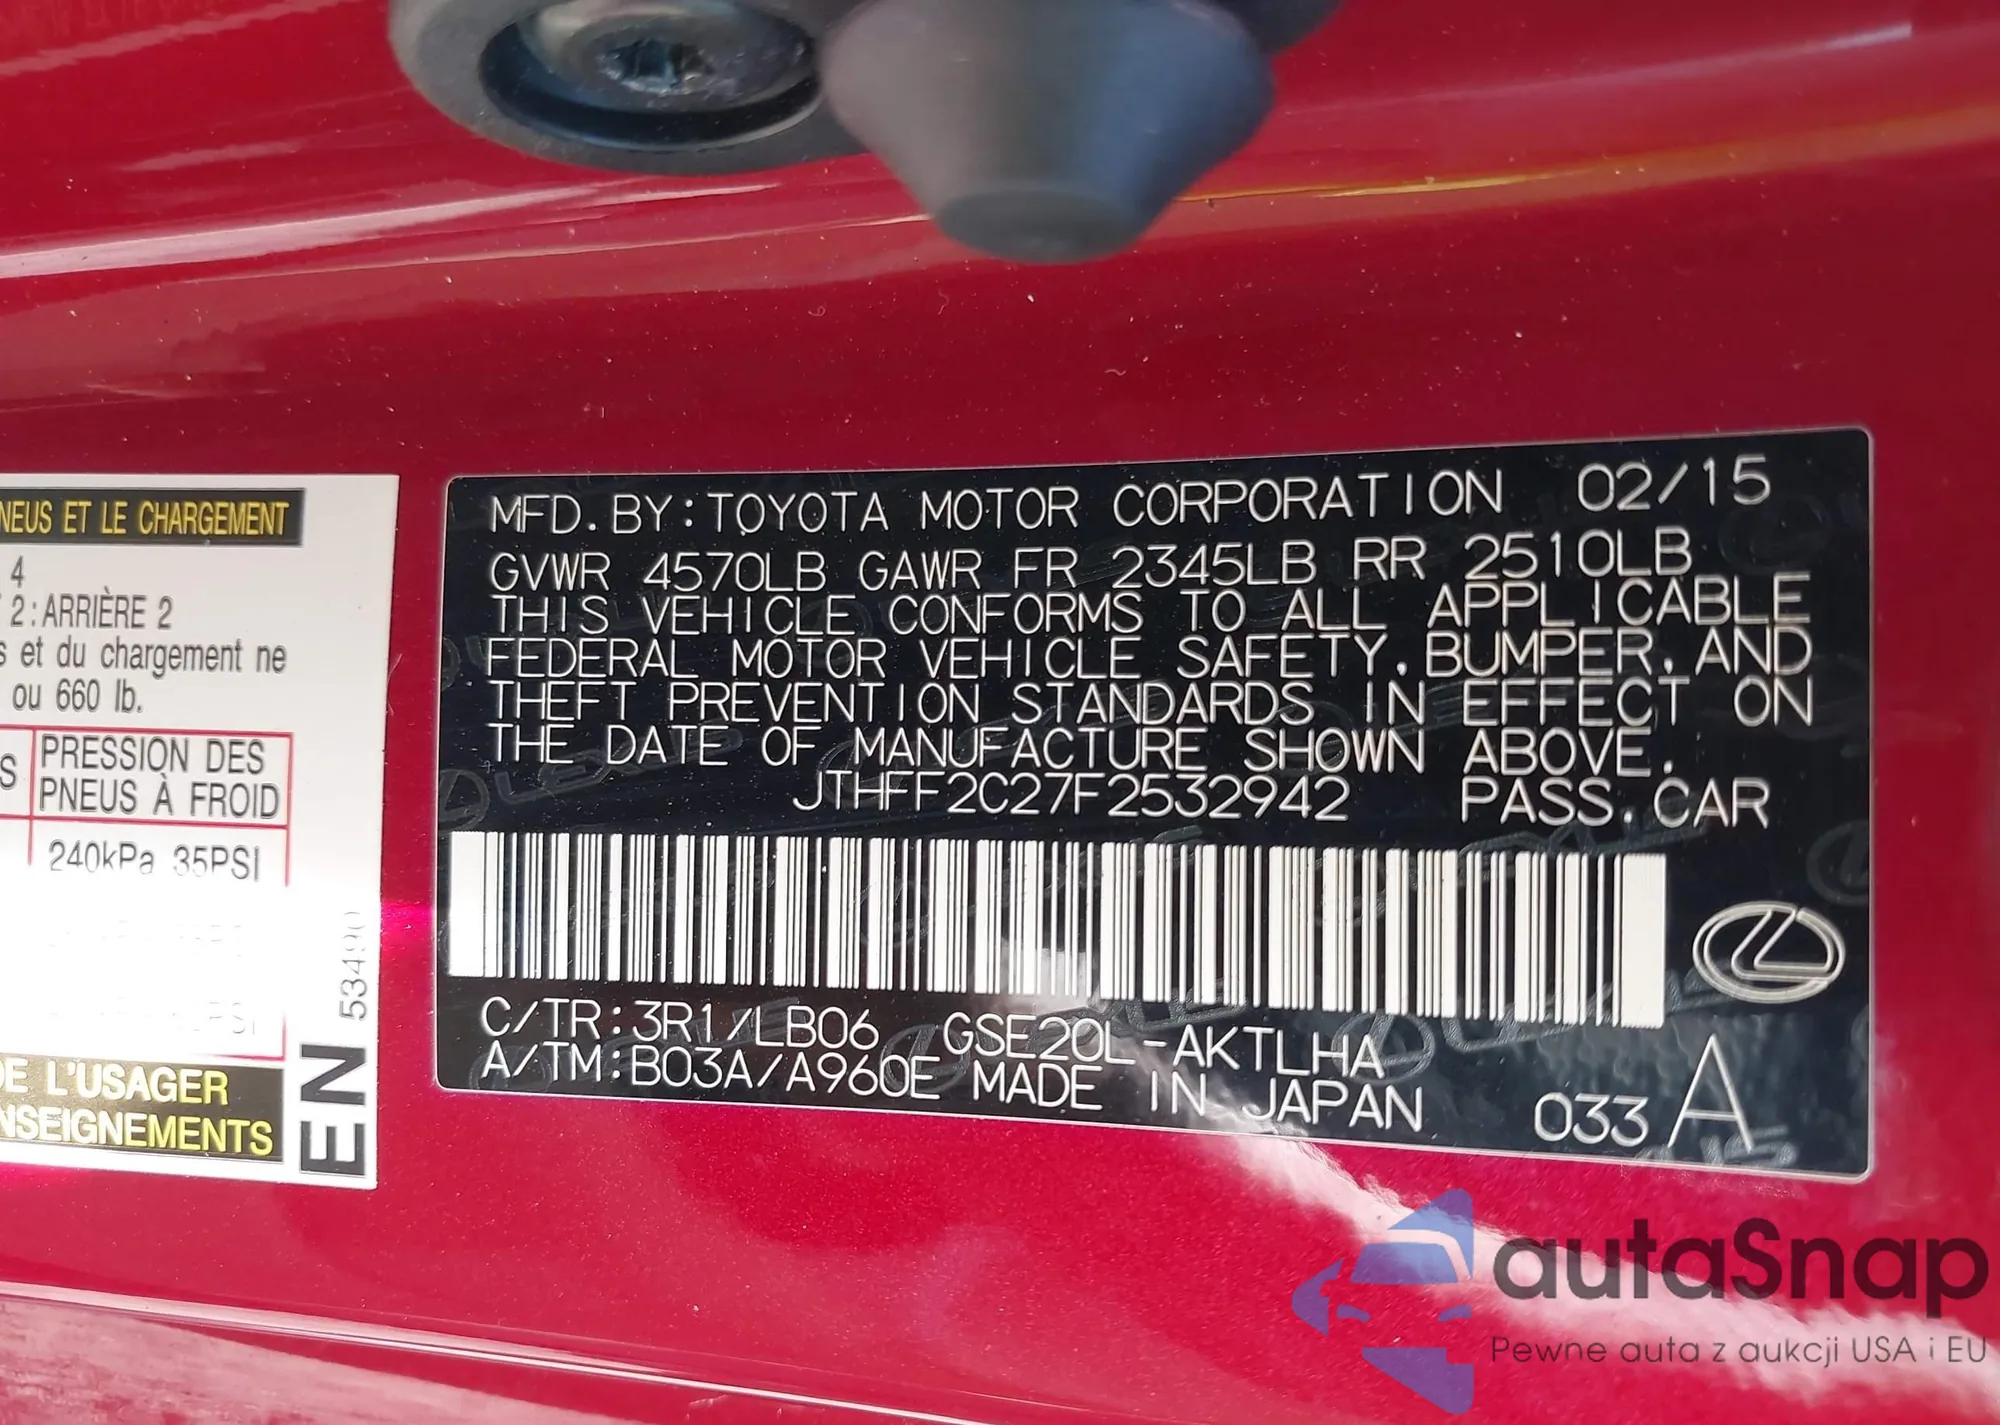 NEUS ET LE CHARGEMENT
4
2:ARRIÈRE 2
s et du chargement ne
ou 660 lb.
S PRESSION DES
PNEUS À FROID
240kPa 35PSI
PSI
DE L'USAGER
NSEIGNEMENTS
EN
MFD.BY:TOYOTA MOTOR CORPORATION 02/15
GVWR 4570LB GAWR FR 2345LB RR 2510LB
THIS VEHICLE CONFORMS TO ALL APPLICABLE
FEDERAL MOTOR VEHICLE SAFETY,BUMPER,AND
THEFT PREVENTION STANDARDS IN EFFECT ON
THE DATE OF MANUFACTURE SHOWN ABOVE.
JTHFF2C27F2532942 PASS.CAR
C/TR:3R1/LB06 GSE20L-AKTLHA
A/TM:B03A/A960E MADE IN JAPAN
033 A
autaSnap
Pewne auta z aukcji USA i EU